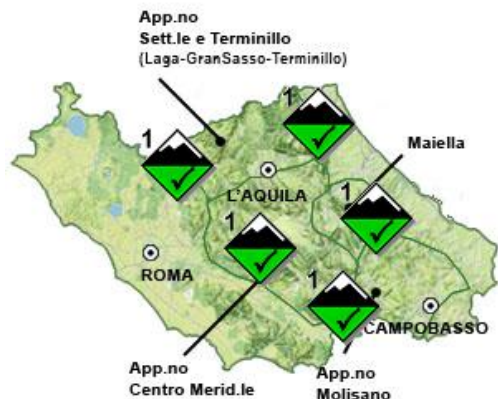 App.no
Sett.le e Terminillo
(Laga-GranSasso-Terminillo)
1
1
Maiella
L'AQUILA
1
1
ROMA
1
CAMPOBASSO
App.no
Centro Merid.le
App.no
Molisano